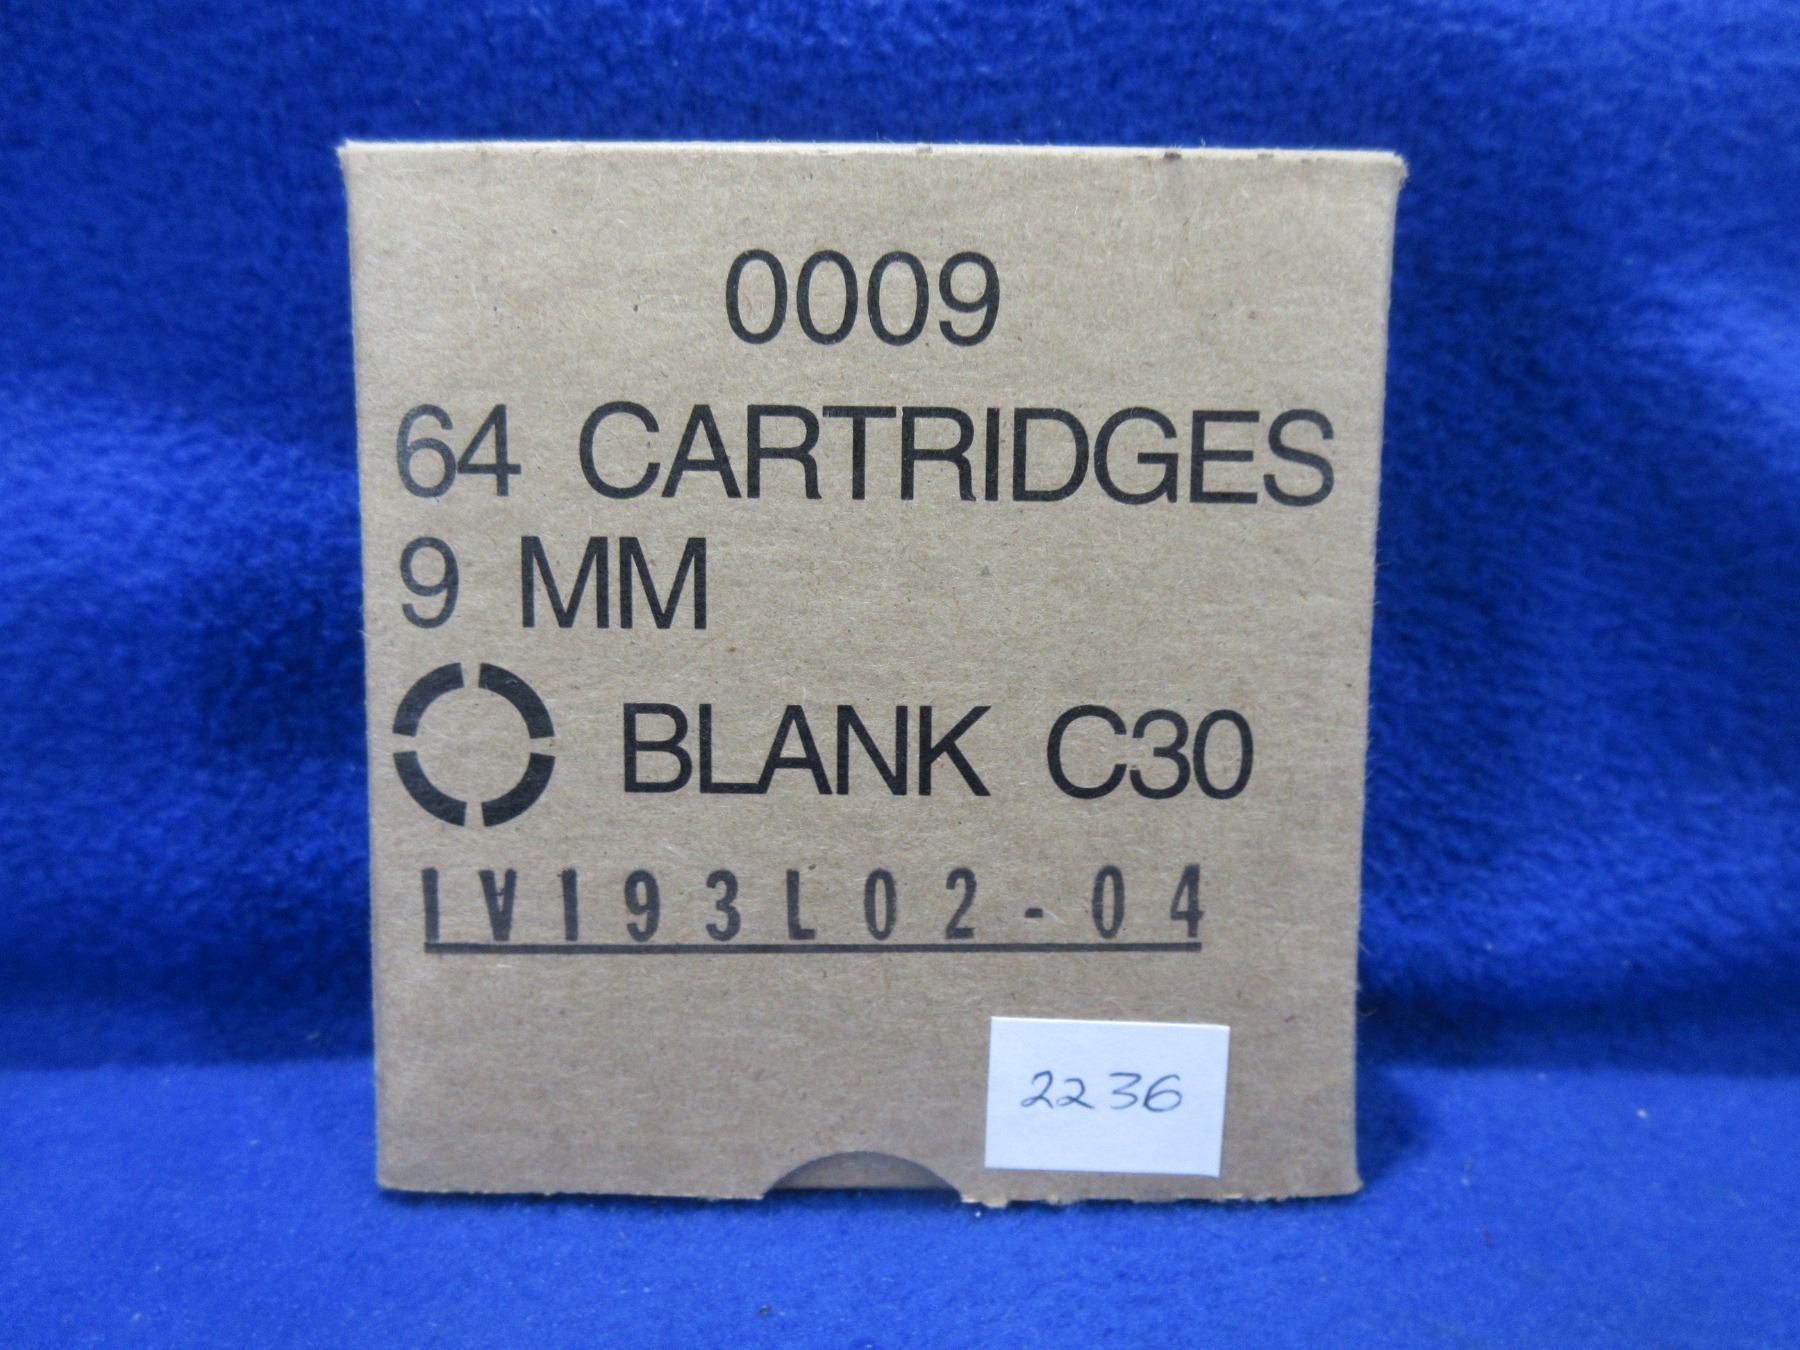 0009
64 CARTRIDGES
9 MM
BLANK C30
IVI93L02-04
2236